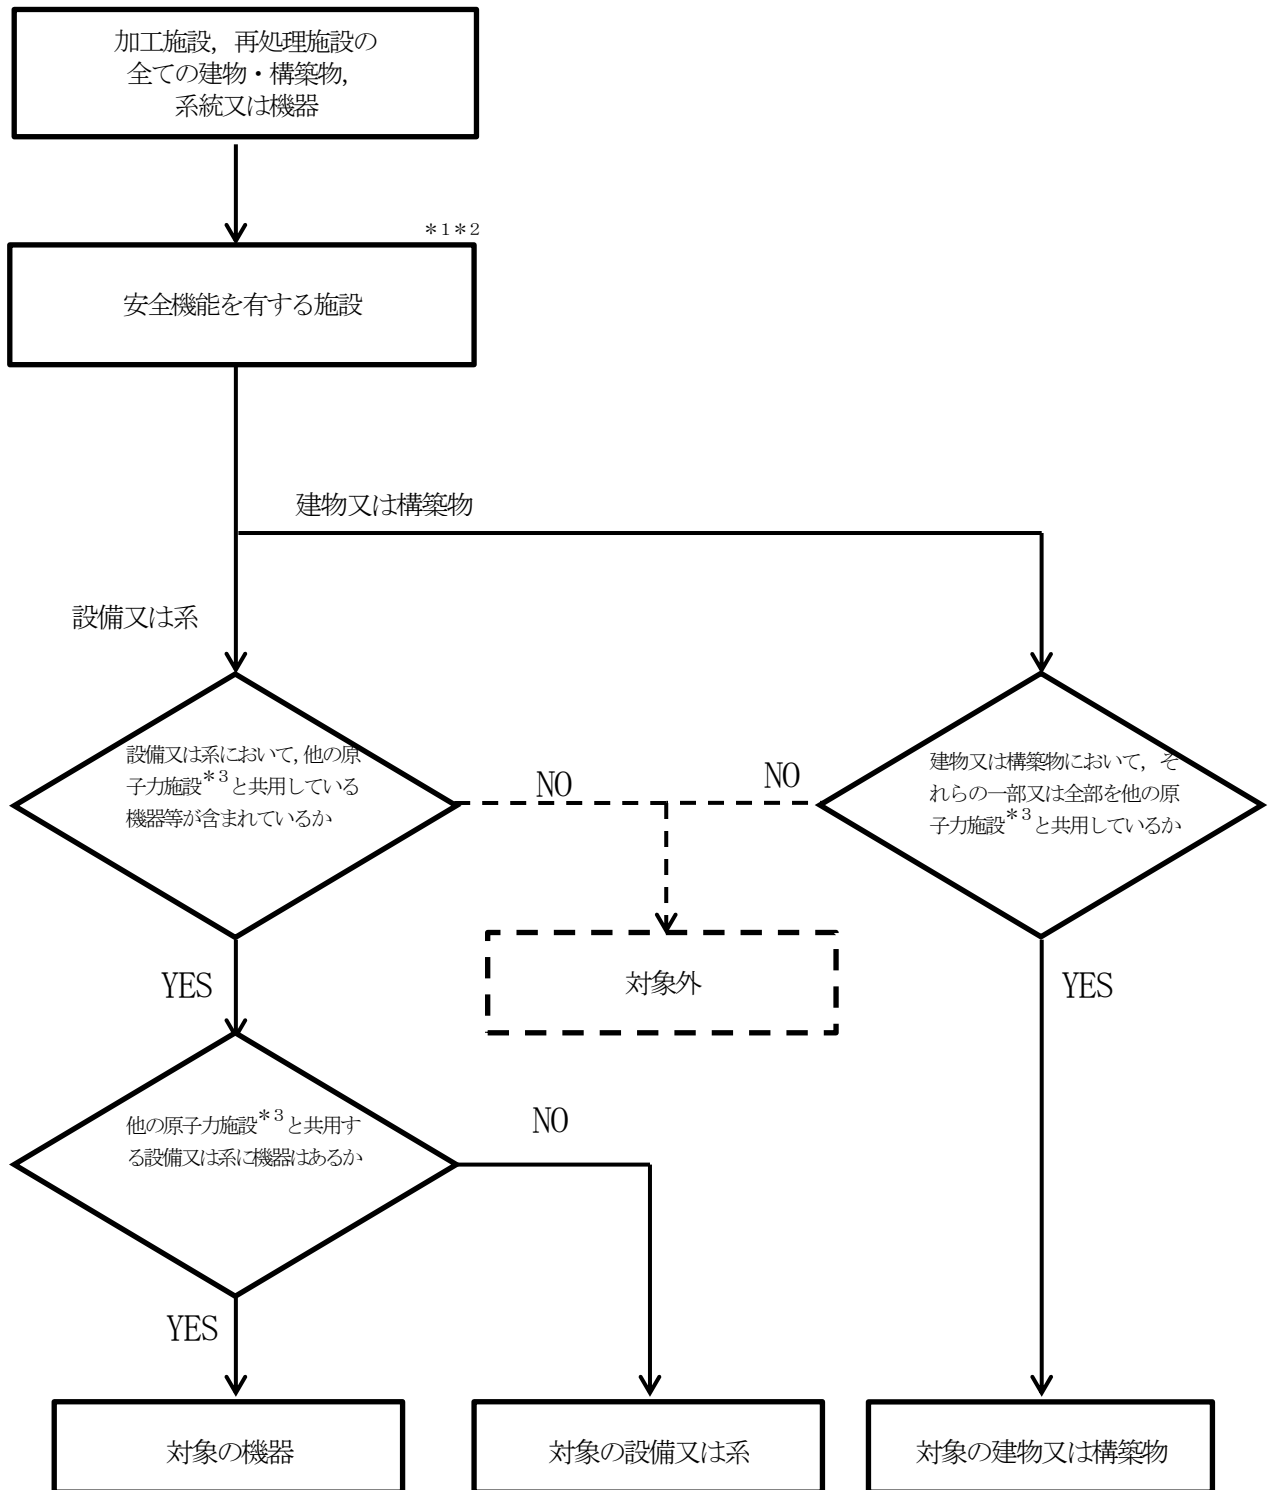 加工施設，再処理施設の
全ての建物・構築物，
系統又は機器
＊1＊2
安全機能を有する施設
建物又は構築物
設備又は系
設備又は系において，他の原
子力施設＊3と共用している
機器等が含まれているか
NO
NO
建物又は構築物において，そ
れらの一部又は全部を他の原
子力施設＊3と共用しているか
対象外
YES
YES
他の原子力施設＊3と共用す
る設備又は系に機器はあるか
NO
YES
対象の機器
対象の設備又は系
対象の建物又は構築物